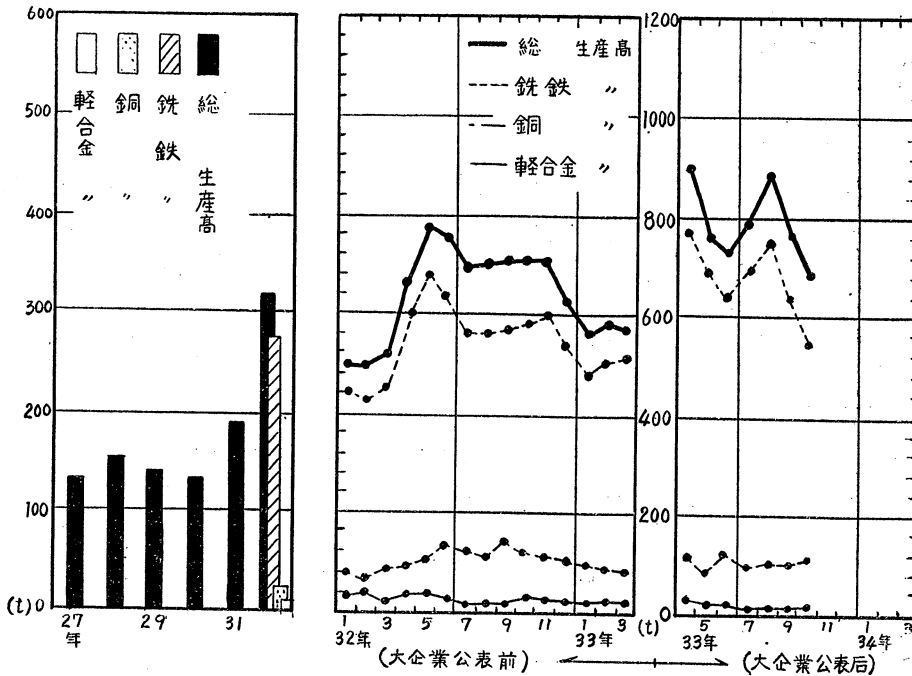 600
500
400
300
200
100
(t) 0
軽合金 〃
銅 〃
銑鉄 〃
総生産高
27年
29
31
総 生産高
銑鉄 〃
銅 〃
軽合金 〃
1 3 5 7 9 11 1 3
32年 33年
(大企業公表前)
1200
1000
800
600
400
200
0
(t)
5 7 9 11 1 3
33年 34年
(大企業公表后)